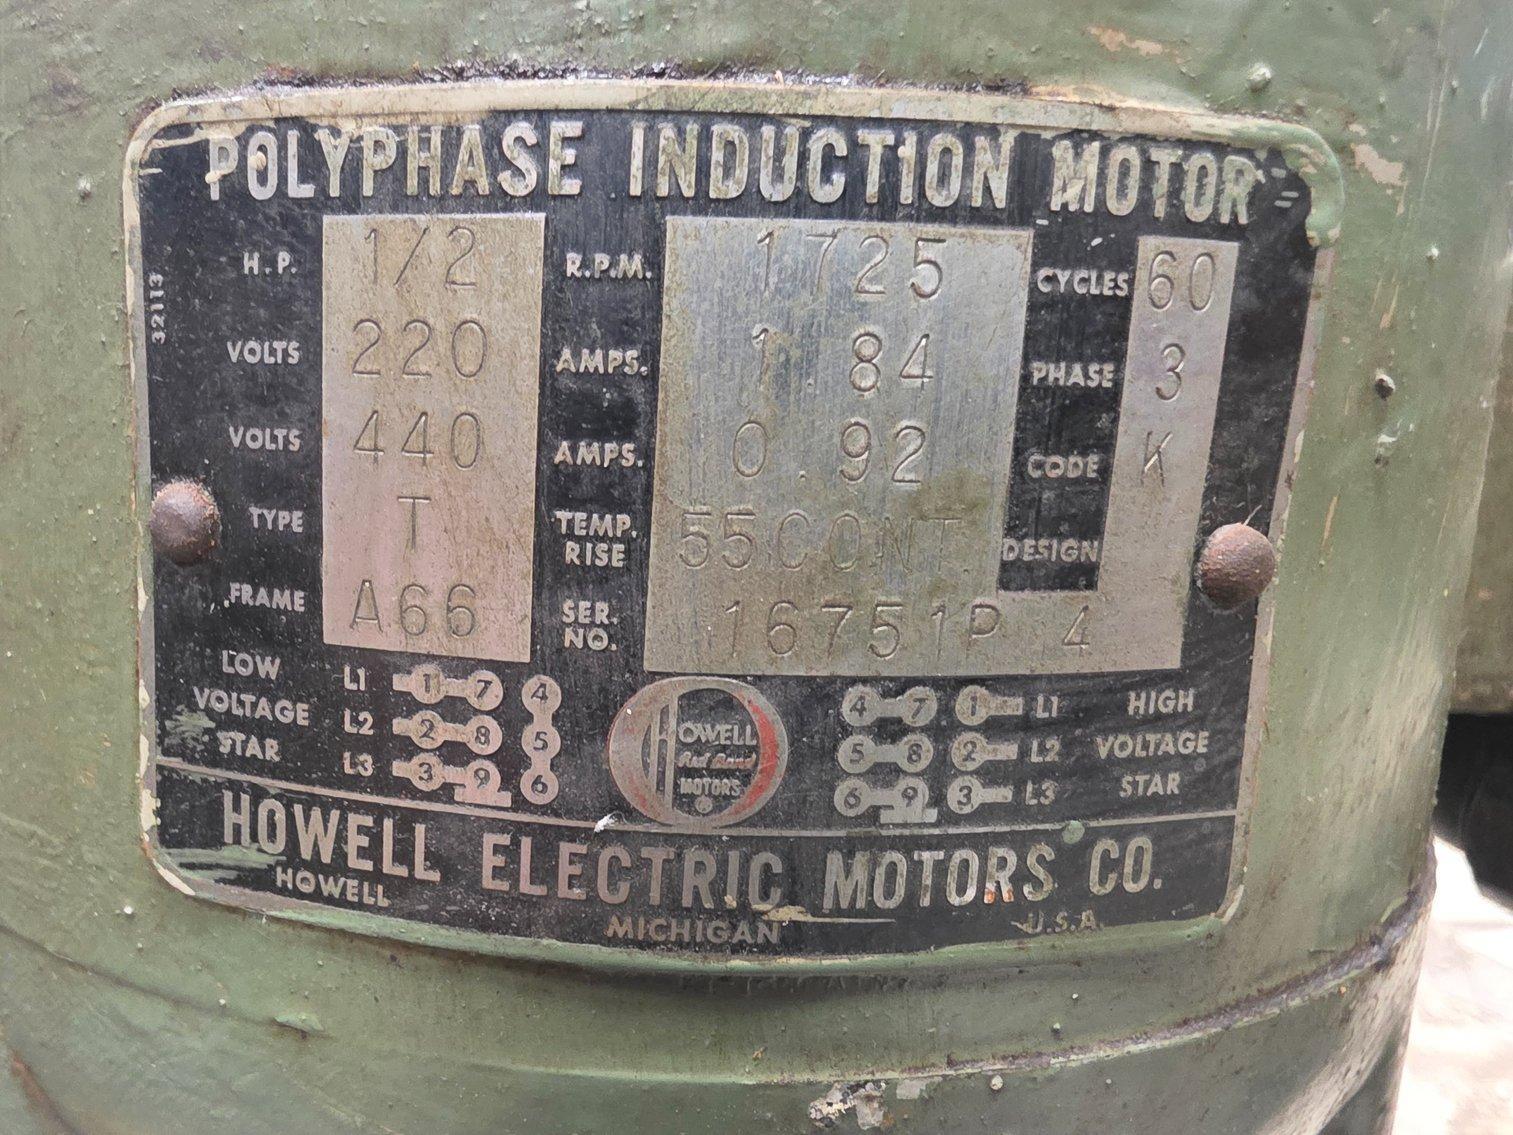 POLYPHASE INDUCTION MOTOR
32113
H.P. 1/2 R.P.M. 1725 CYCLES 60
VOLTS 220 AMPS. 1.84 PHASE 3
VOLTS 440 AMPS. 0.92 CODE K
TYPE T TEMP. RISE 55CONT. DESIGN
FRAME A66 SER. NO. 16751P 4
LOW VOLTAGE STAR
L1 1 7 4
L2 2 8 5
L3 3 9 6
HOWELL
Red Band
MOTORS
4 7 1 L1
5 8 2 L2
6 9 3 L3
HIGH VOLTAGE STAR
HOWELL ELECTRIC MOTORS CO.
HOWELL MICHIGAN U.S.A.